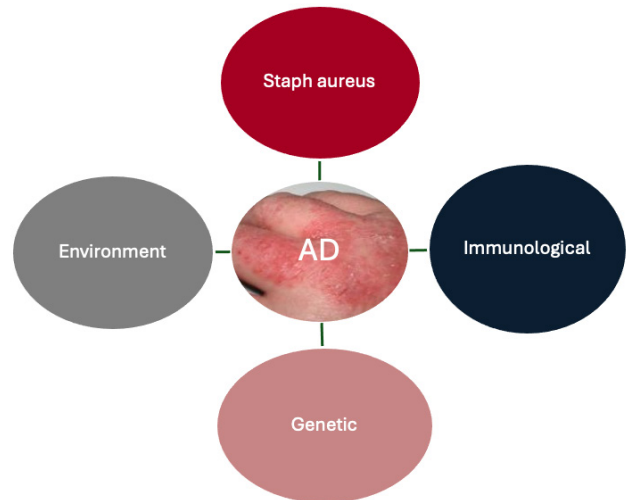 Staph aureus
Environment
AD
Immunological
Genetic